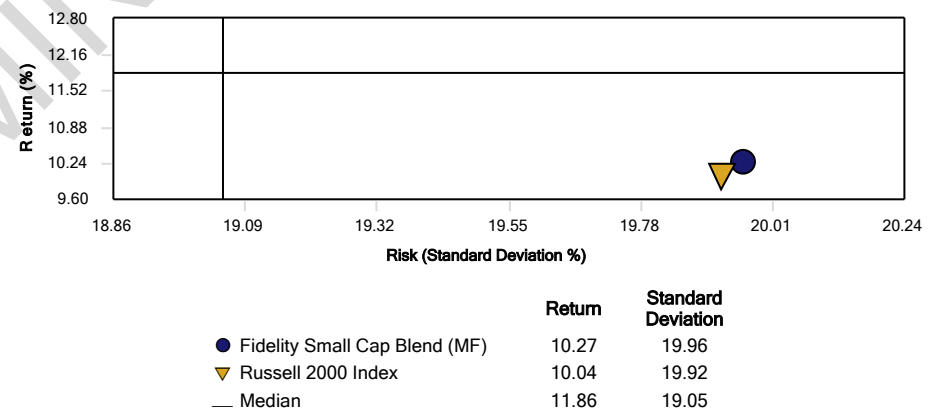 12.80
12.16
11.52
10.88
10.24
9.60
Return (%)
18.86 19.09 19.32 19.55 19.78 20.01 20.24
Risk (Standard Deviation %)
Return Standard Deviation
Fidelity Small Cap Blend (MF) 10.27 19.96
Russell 2000 Index 10.04 19.92
Median 11.86 19.05